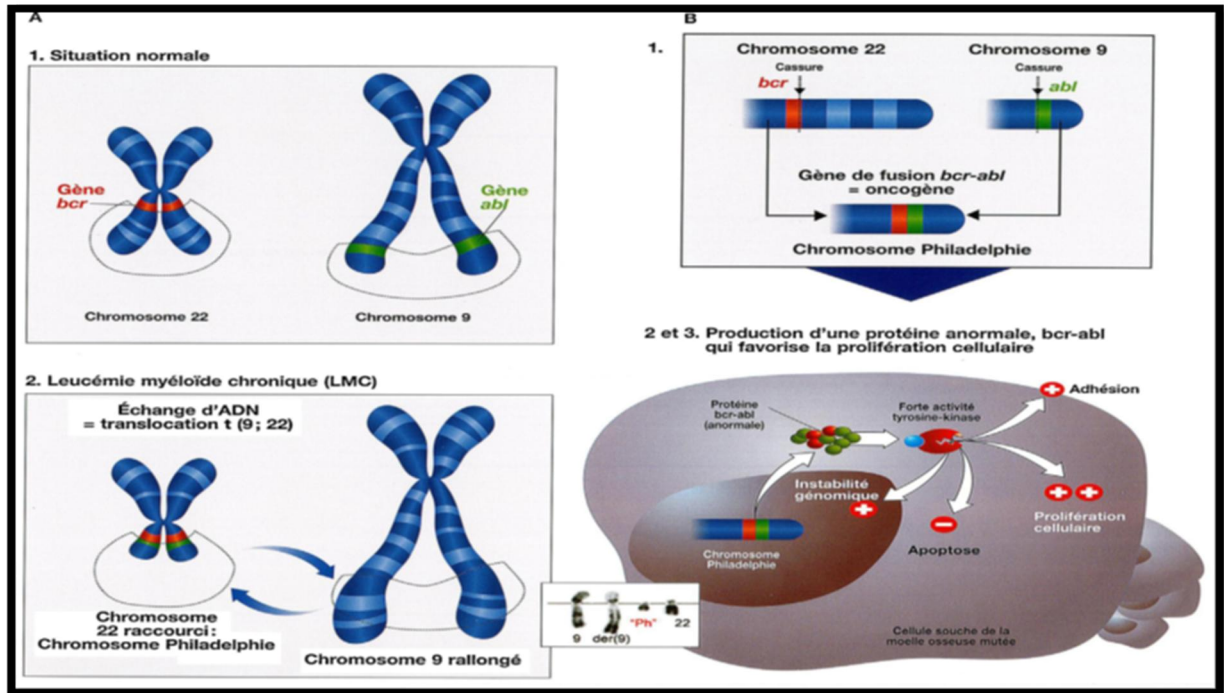 A
1. Situation normale
Gène
bcr
Gène
abl
Chromosome 22
Chromosome 9
2. Leucémie myéloïde chronique (LMC)
Échange d'ADN
= translocation t (9 ; 22)
Chromosome
22 raccourci :
Chromosome Philadelphie
Chromosome 9 rallongé
9 der(9) "Ph" 22
B
1.
Chromosome 22
Cassure
bcr
Chromosome 9
Cassure
abl
Gène de fusion bcr-abl
= oncogène
Chromosome Philadelphie
2 et 3. Production d'une protéine anormale, bcr-abl
qui favorise la prolifération cellulaire
Protéine
bcr-abl
(anormale)
Forte activité
tyrosine-kinase
Adhésion
Instabilité
génomique
Apoptose
Prolifération
cellulaire
Chromosome
Philadelphie
Cellule souche de la
moelle osseuse mutée